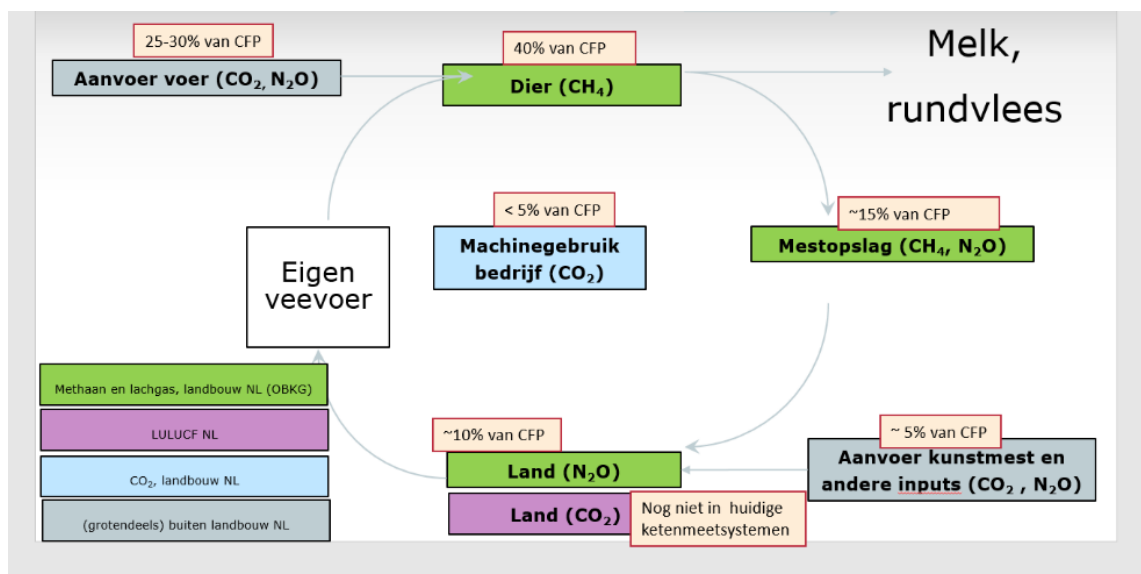 25-30% van CFP
Aanvoer voer (CO₂, N₂O)
40% van CFP
Dier (CH₄)
Melk,
rundvlees
< 5% van CFP
Machinegebruik
bedrijf (CO₂)
~15% van CFP
Mestopslag (CH₄, N₂O)
Eigen
veevoer
Methaan en lachgas, landbouw NL (OBKG)
LULUCF NL
CO₂, landbouw NL
(grotendeels) buiten landbouw NL
~10% van CFP
Land (N₂O)
Land (CO₂)
Nog niet in huidige
ketenmeetsystemen
~ 5% van CFP
Aanvoer kunstmest en
andere inputs (CO₂ , N₂O)